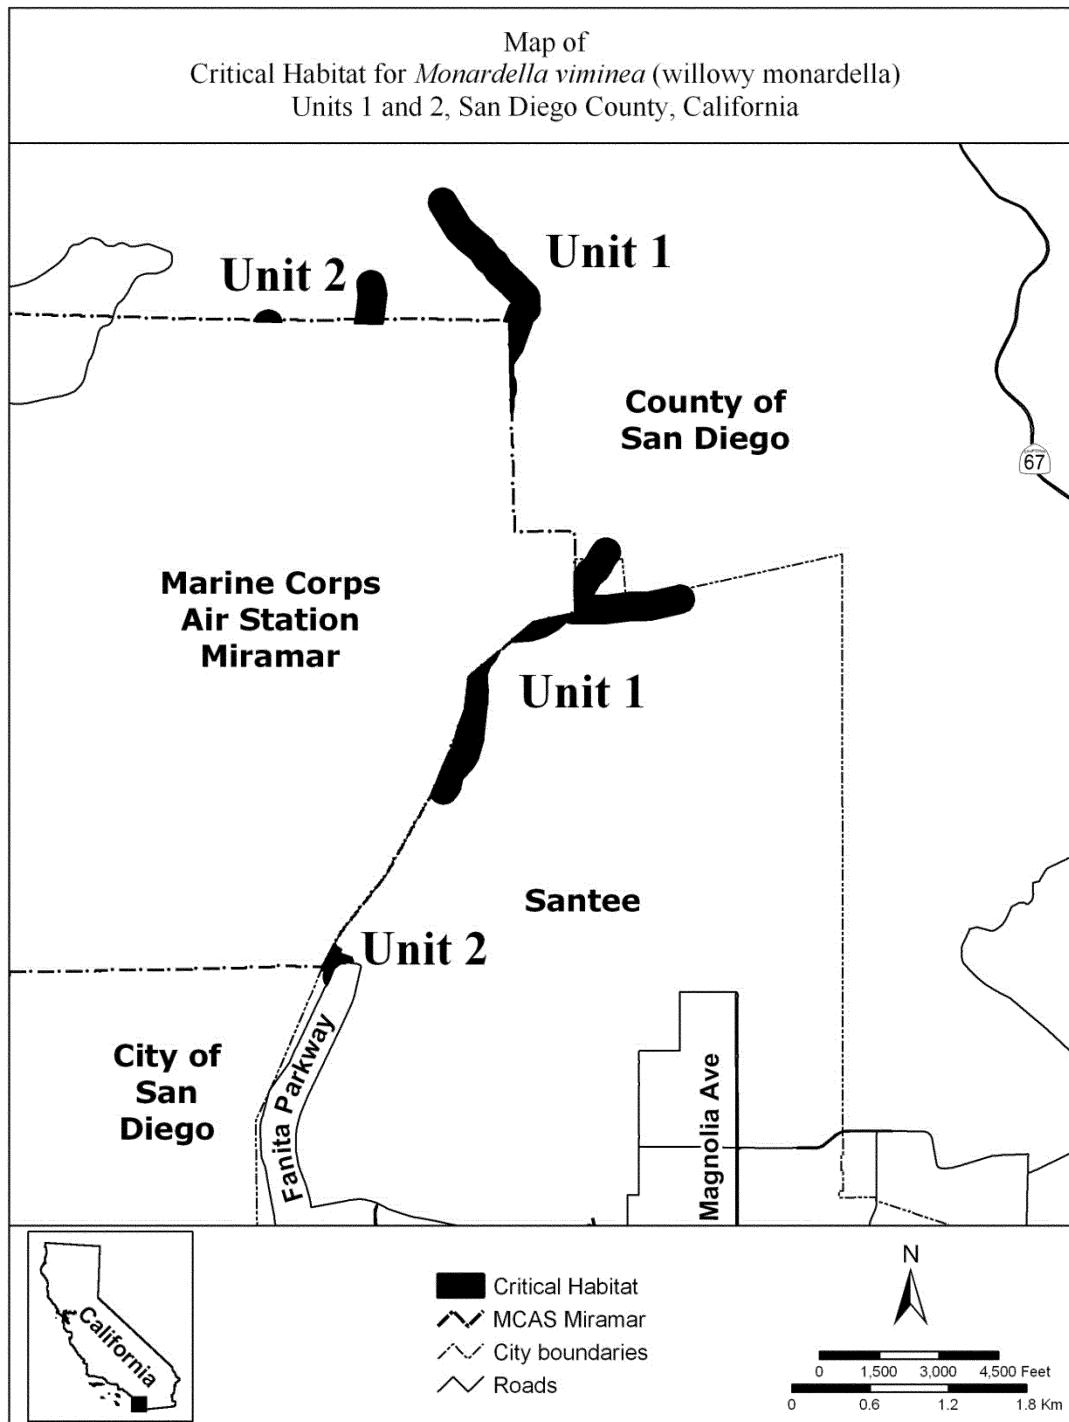 Map of
Critical Habitat for Monardella viminea (willowy monardella)
Units 1 and 2, San Diego County, California
Unit 1
Unit 2
County of
San Diego
67
Marine Corps
Air Station
Miramar
Unit 1
Santee
Unit 2
City of
San
Diego
Fanita Parkway
Magnolia Ave
California
Critical Habitat
MCAS Miramar
City boundaries
Roads
N
0 1,500 3,000 4,500 Feet
0 0.6 1.2 1.8 Km